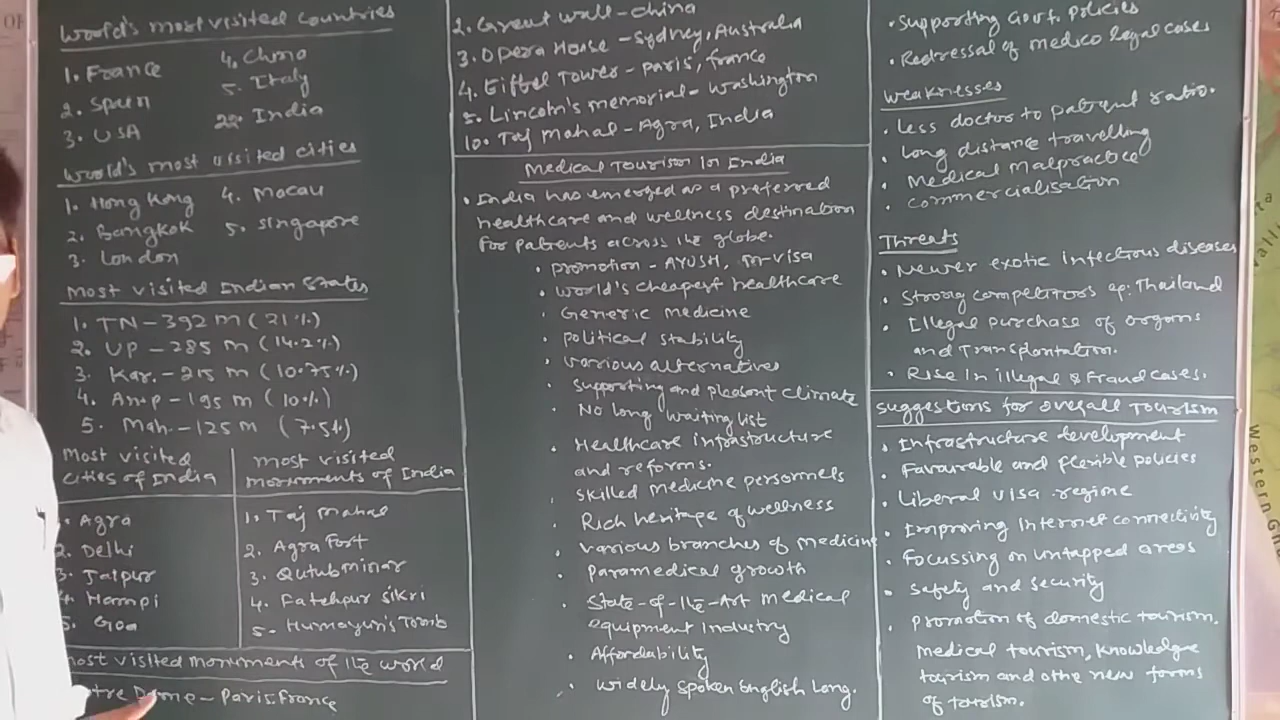 World's most visited countries
1. France
2. Spain
3. USA
4. China
5. Italy
22. India
World's most visited cities
1. Hong Kong
2. Bangkok
3. London
4. Macau
5. Singapore
Most visited Indian States
1. TN - 392 m (21%)
2. UP - 285 m (14.2%)
3. Kar. - 215 m (10.75%)
4. An.p - 195 m (10%)
5. Mah. - 125 m (7.5%)
Most visited
cities of India
1. Agra
2. Delhi
3. Jaipur
4. Hampi
5. Goa
most visited
monuments of India
1. Taj mahal
2. Agra Fort
3. Qutub minar
4. Fatehpur Sikri
5. Humayun's Tomb
Most visited monuments of the world
Notre Dame - Paris. France
2. Great wall - China
3. Opera House - Sydney, Australia
4. Eiffel Tower - Paris, France
5. Lincoln's memorial - Washington
10. Taj Mahal - Agra, India
Medical Tourism in India
• India has emerged as a preferred
healthcare and wellness destination
for patients across the globe.
• promotion - AYUSH, m-visa
• World's cheapest healthcare
• Generic medicine
• political stability
• various alternatives
• Supporting and pleasant climate
• No long waiting list
• Healthcare infrastructure
and reforms.
• Skilled medicine personnels
• Rich heritage of wellness
• Various branches of medicine
• Paramedical growth
• State-of-the-Art medical
equipment industry
• Affordability
• Widely spoken English Lang.
• Supporting Govt. policies
• Redressal of medico legal cases
Weaknesses
• Less doctor to patient ratio.
• Long distance travelling
• Medical Malpractice
• commercialisation
Threats
• Newer exotic infectious diseases
• Strong competitors eg: Thailand
• Illegal purchase of organs
and Transplantation.
• Rise in illegal & Fraud cases.
Suggestions for overall Tourism
• Infrastructure development
• Favourable and flexible policies
• Liberal visa regime
• Improving Internet connectivity
• Focussing on untapped areas
• Safety and security
• promotion of domestic tourism,
medical tourism, knowledge
tourism and other new forms
of tourism.
Western Gh